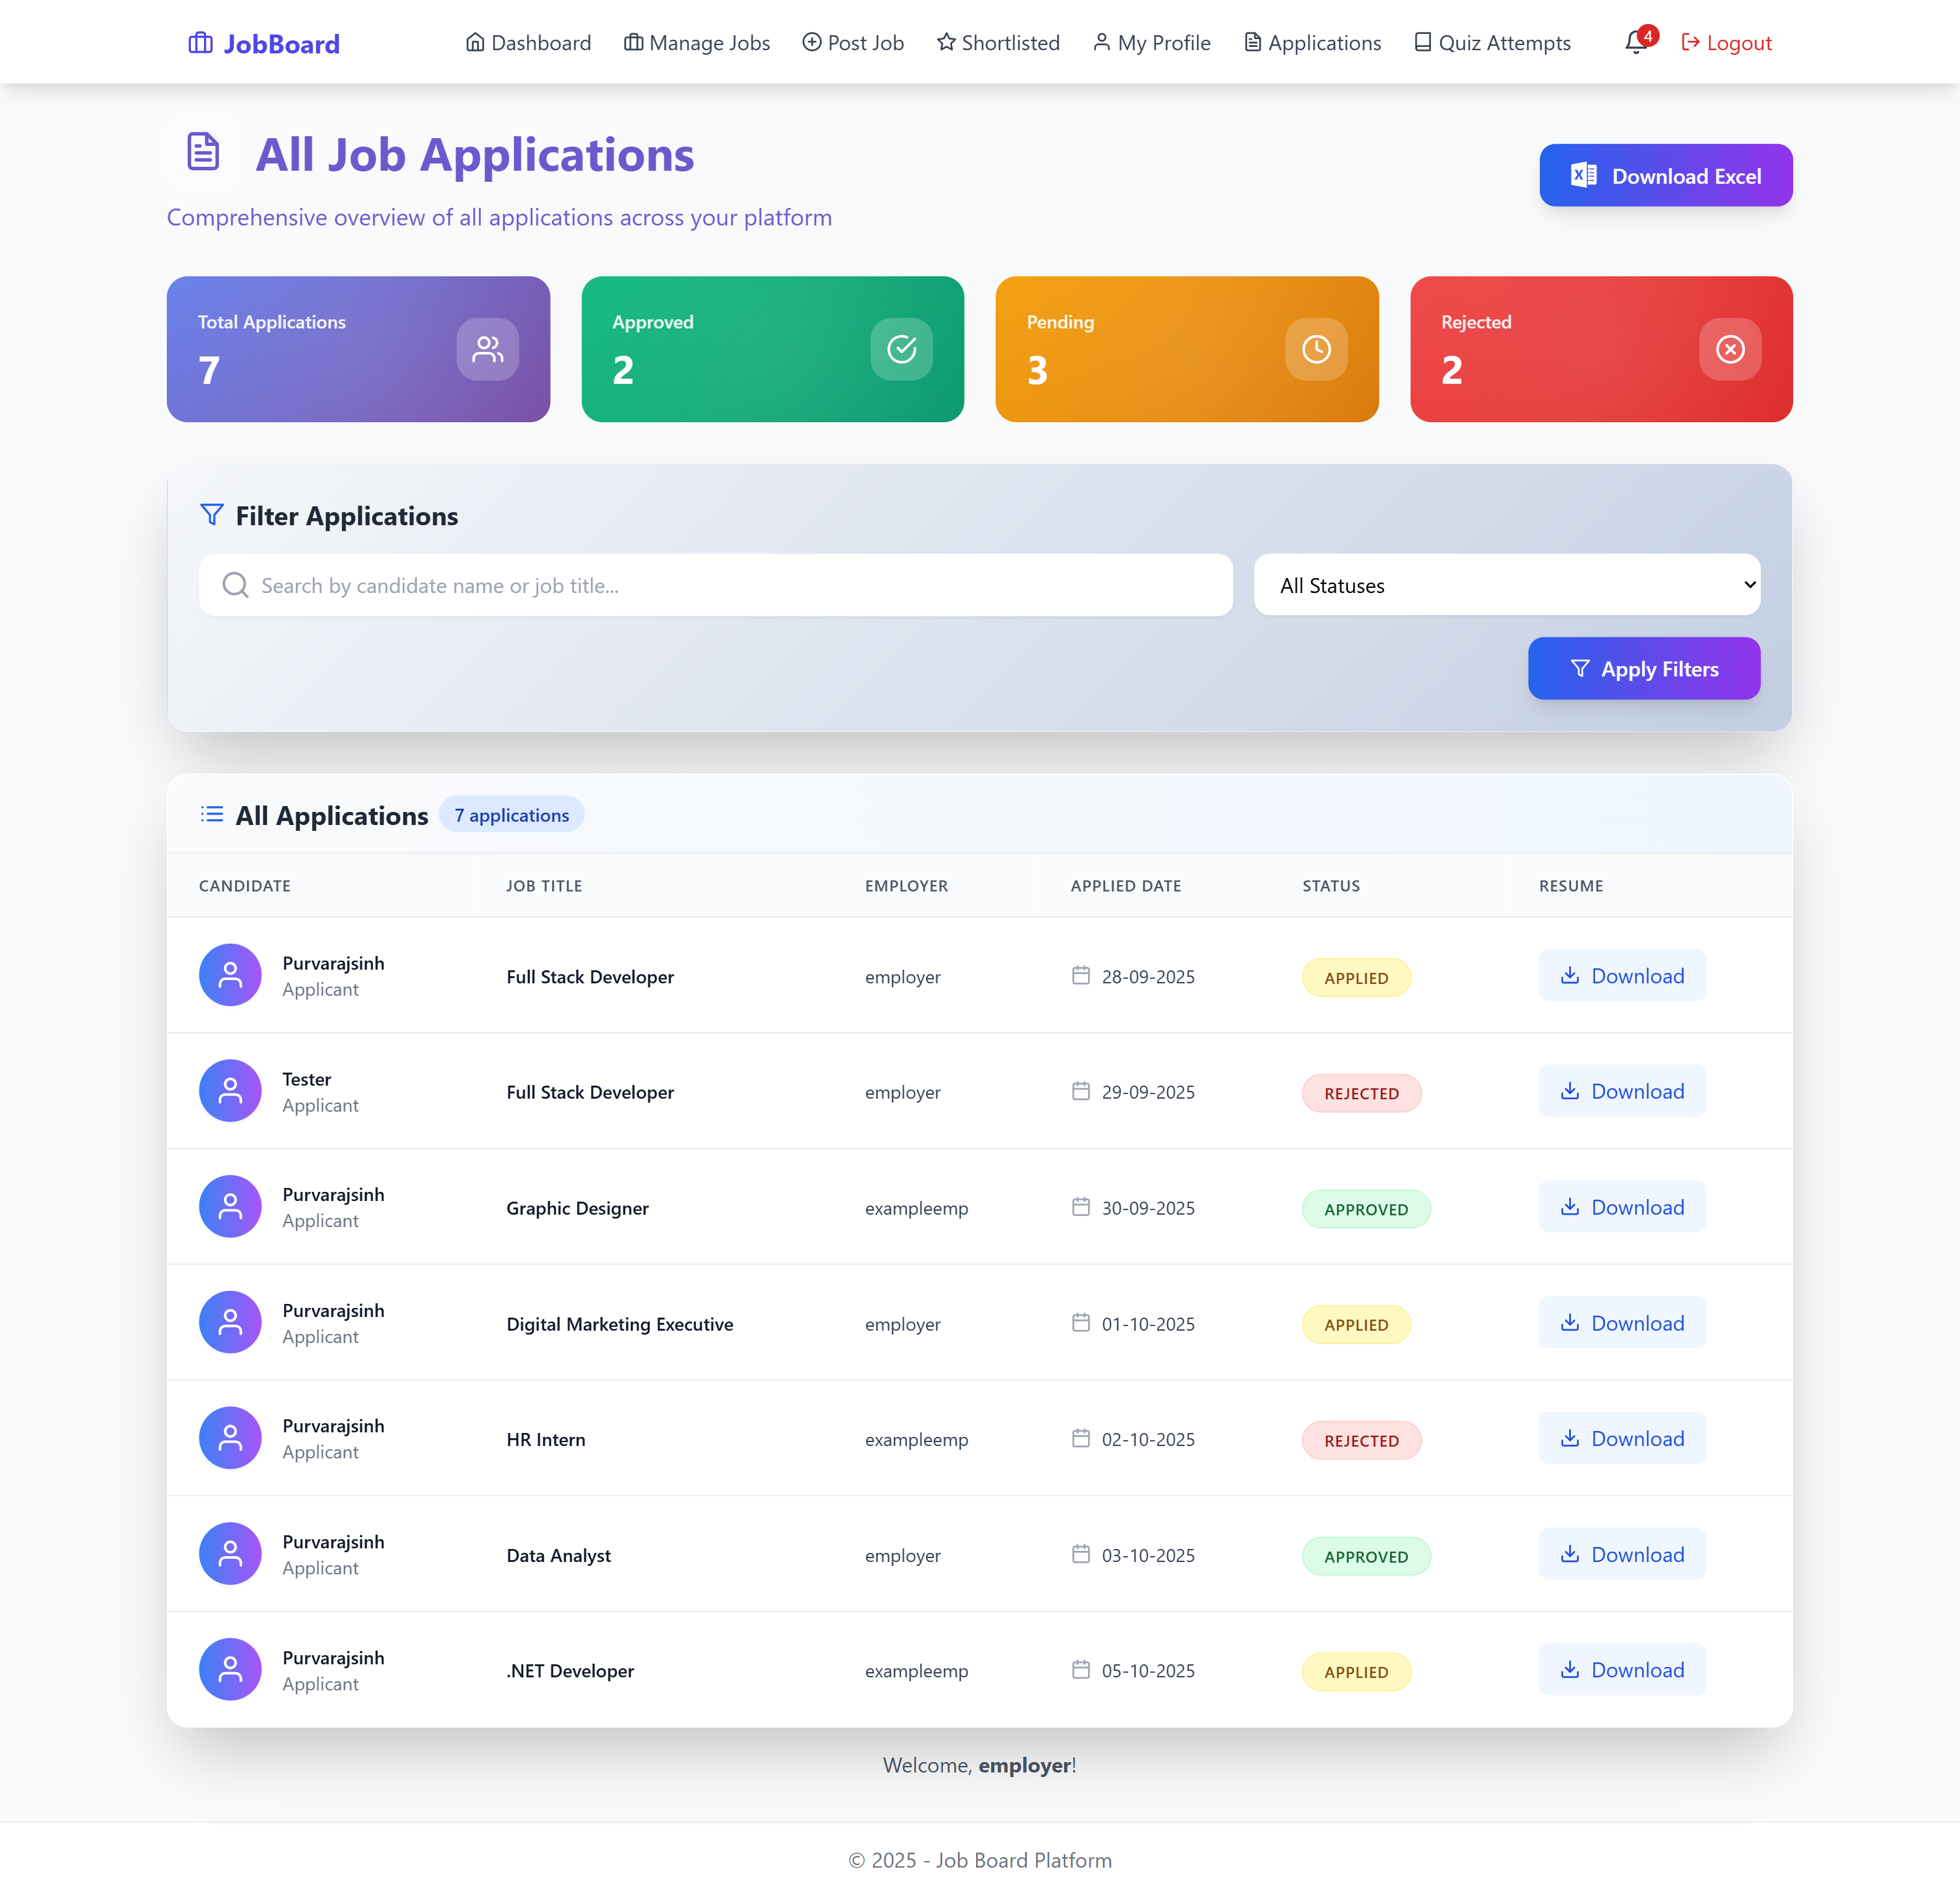 JobBoard Dashboard Manage Jobs Post Job Shortlisted My Profile Applications Quiz Attempts 4 Logout
All Job Applications
Comprehensive overview of all applications across your platform
Download Excel
Total Applications
7
Approved
2
Pending
3
Rejected
2
Filter Applications
Search by candidate name or job title...
All Statuses
Apply Filters
All Applications 7 applications
CANDIDATE JOB TITLE EMPLOYER APPLIED DATE STATUS RESUME
Purvarajsinh
Applicant
Full Stack Developer employer 28-09-2025 APPLIED Download
Tester
Applicant
Full Stack Developer employer 29-09-2025 REJECTED Download
Purvarajsinh
Applicant
Graphic Designer exampleemp 30-09-2025 APPROVED Download
Purvarajsinh
Applicant
Digital Marketing Executive employer 01-10-2025 APPLIED Download
Purvarajsinh
Applicant
HR Intern exampleemp 02-10-2025 REJECTED Download
Purvarajsinh
Applicant
Data Analyst employer 03-10-2025 APPROVED Download
Purvarajsinh
Applicant
.NET Developer exampleemp 05-10-2025 APPLIED Download
Welcome, employer!
© 2025 - Job Board Platform